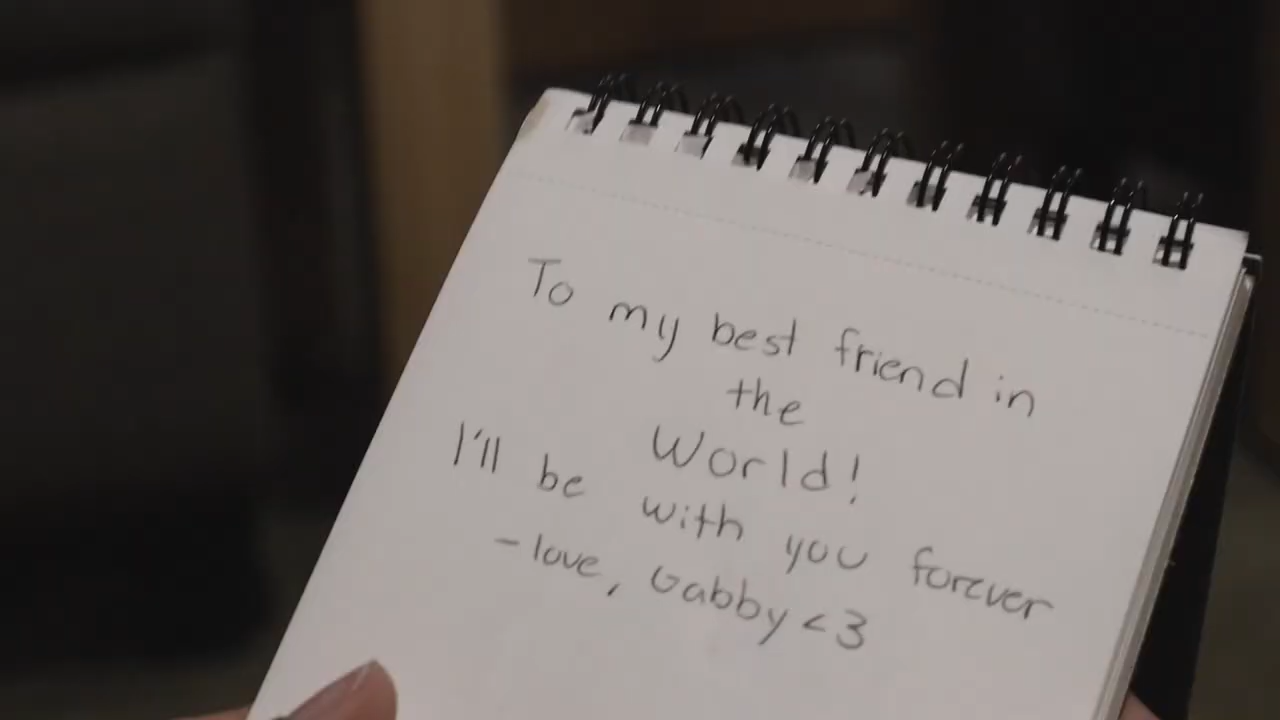 To my best friend in
the
World!
I'll be with you forever
- love, Gabby <3